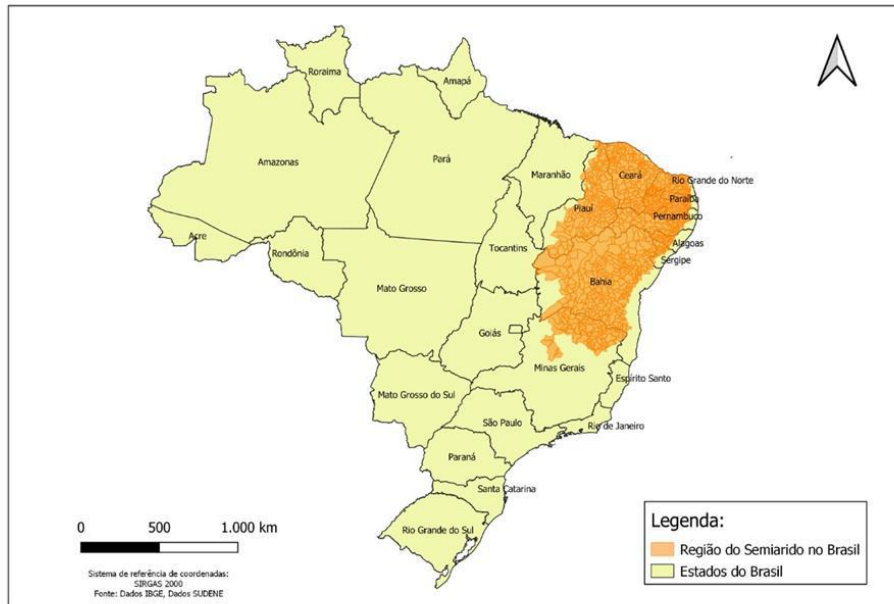 Roraima
Amapá
Amazonas
Pará
Maranhão
Ceará
Rio Grande do Norte
Paraíba
Piauí
Pernambuco
Acre
Alagoas
Rondônia
Tocantins
Sergipe
Bahia
Mato Grosso
Goiás
Minas Gerais
Espírito Santo
Mato Grosso do Sul
São Paulo
Rio de Janeiro
Paraná
Santa Catarina
Rio Grande do Sul
0 500 1.000 km
Sistema de referência de coordenadas:
SIRGAS 2000
Fonte: Dados IBGE, Dados SUDENE
Legenda:
Região do Semiarido no Brasil
Estados do Brasil